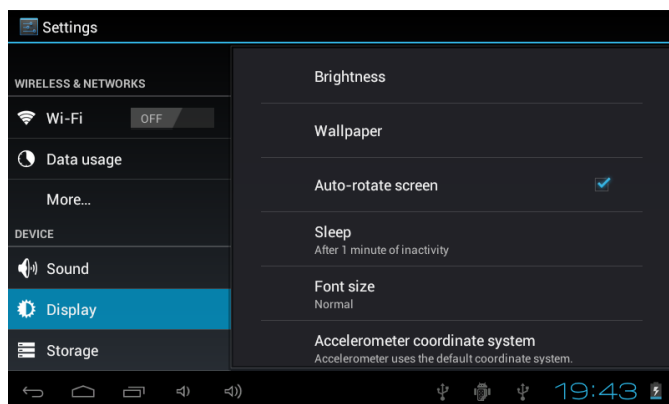 Settings
WIRELESS & NETWORKS
Wi-Fi OFF
Data usage
More...
DEVICE
Sound
Display
Storage
Brightness
Wallpaper
Auto-rotate screen
Sleep
After 1 minute of inactivity
Font size
Normal
Accelerometer coordinate system
Accelerometer uses the default coordinate system.
19:43